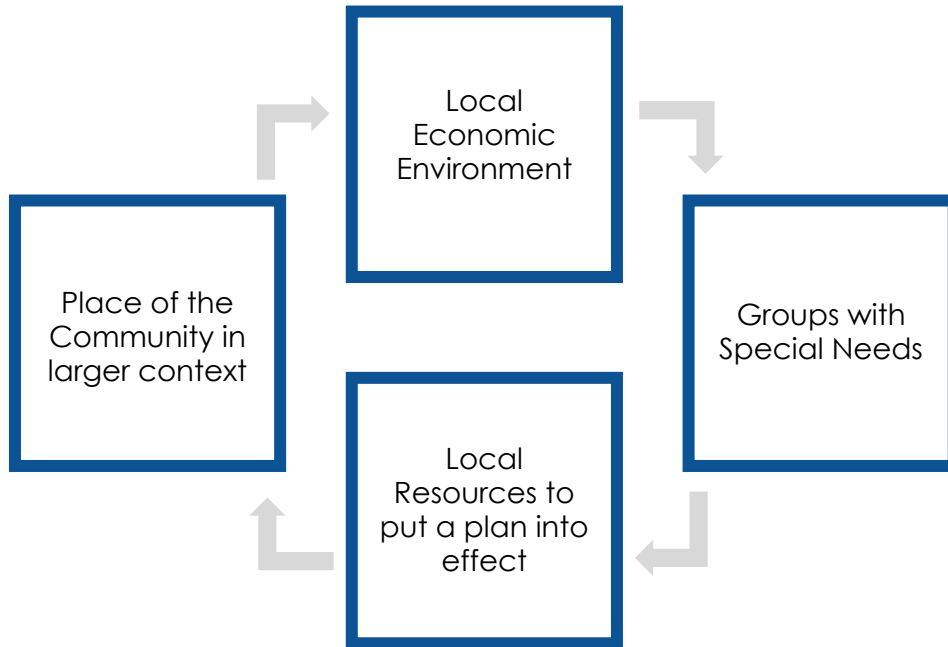 Local
Economic
Environment
Place of the
Community in
larger context
Groups with
Special Needs
Local
Resources to
put a plan into
effect